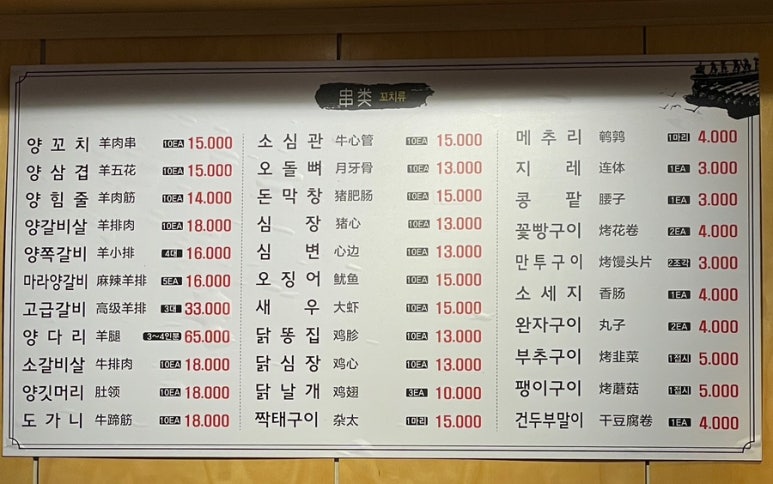 串类 꼬치류
양꼬치 羊肉串 10EA 15.000
양삼겹 羊五花 10EA 15.000
양힘줄 羊肉筋 10EA 14.000
양갈비살 羊排肉 10EA 18.000
양쪽갈비 羊小排 4대 16.000
마라양갈비 麻辣羊排 5EA 16.000
고급갈비 高级羊排 3대 33.000
양다리 羊腿 3~4인분 65.000
소갈비살 牛排肉 10EA 18.000
양깃머리 肚领 10EA 18.000
도가니 牛蹄筋 10EA 18.000
소심관 牛心管 10EA 15.000
오돌뼈 月牙骨 10EA 13.000
돈막창 猪肥肠 10EA 15.000
심장 猪心 10EA 13.000
심변 心边 10EA 13.000
오징어 鱿鱼 10EA 15.000
새우 大虾 10EA 15.000
닭똥집 鸡胗 10EA 13.000
닭심장 鸡心 10EA 13.000
닭날개 鸡翅 3EA 10.000
짝태구이 杂太 1마리 15.000
메추리 鹌鹑 1마리 4.000
지레 连体 1EA 3.000
콩팥 腰子 1EA 3.000
꽃빵구이 烤花卷 2EA 4.000
만투구이 烤馒头片 2조각 3.000
소세지 香肠 1EA 4.000
완자구이 丸子 2EA 4.000
부추구이 烤韭菜 1접시 5.000
팽이구이 烤蘑菇 1접시 5.000
건두부말이 干豆腐卷 1EA 4.000